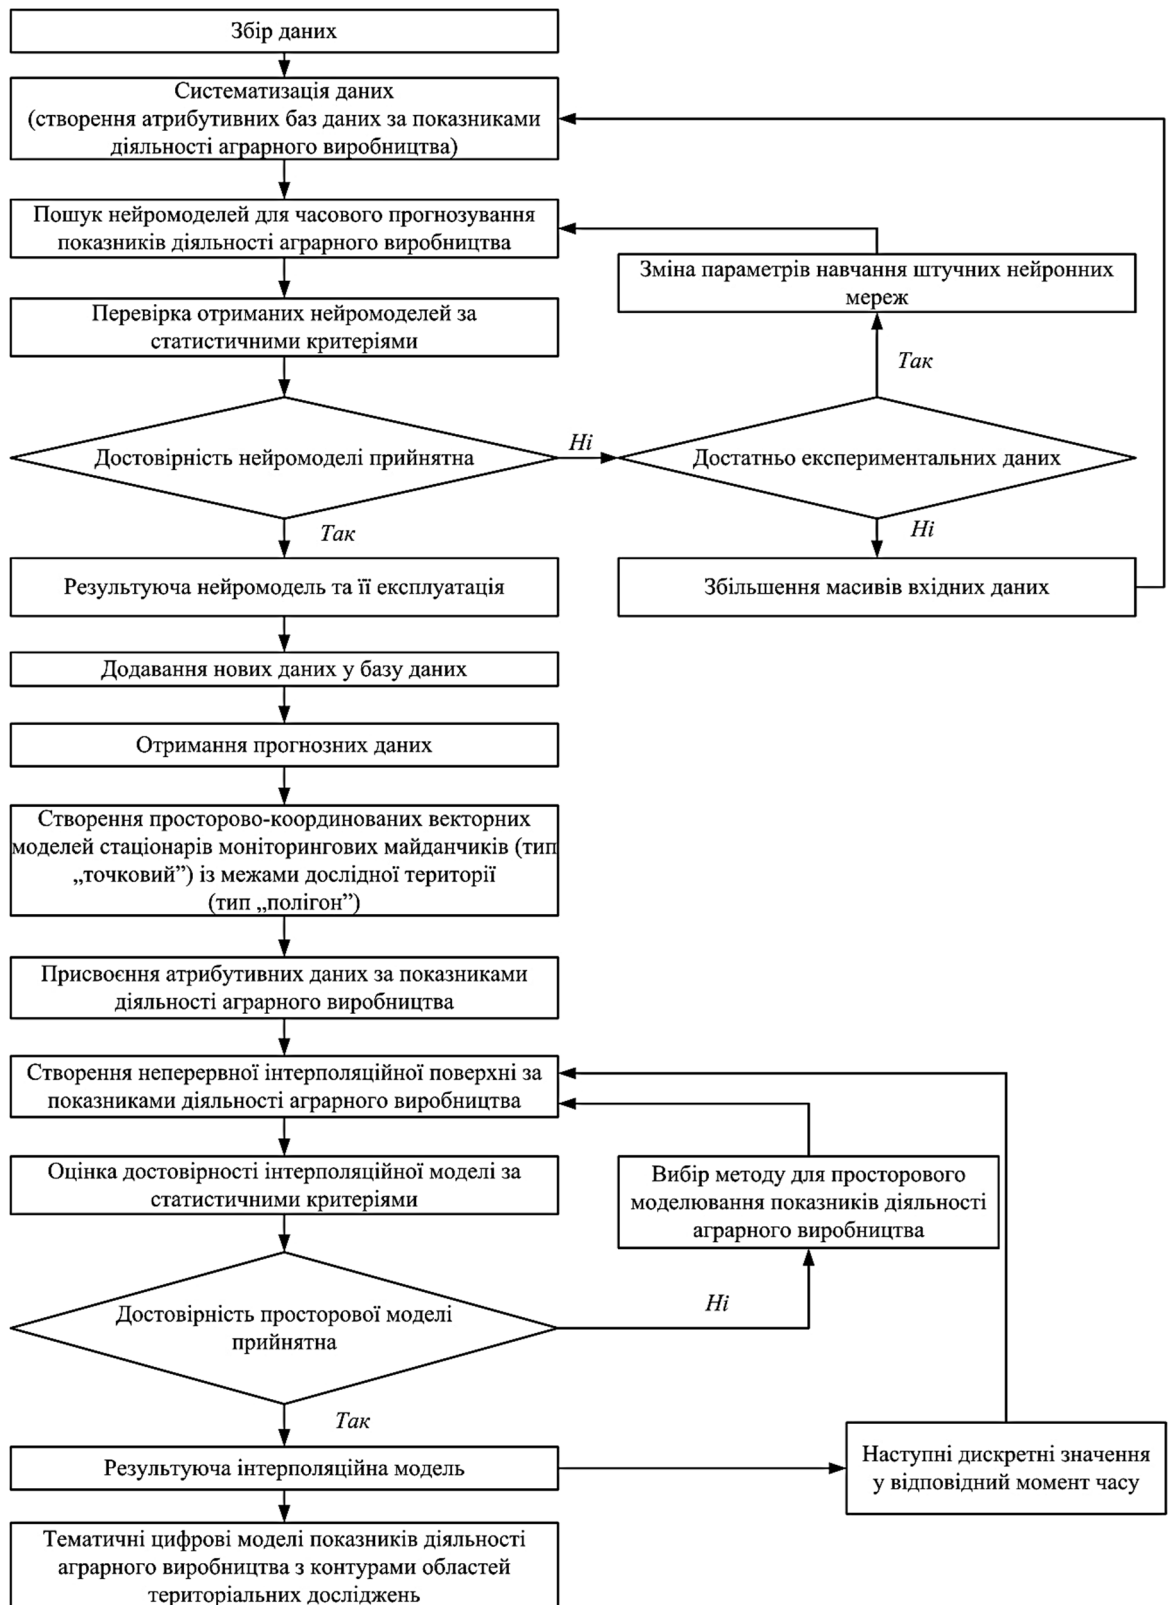 Збір даних
Систематизація даних
(створення атрибутивних баз даних за показниками
діяльності аграрного виробництва)
Пошук нейромоделей для часового прогнозування
показників діяльності аграрного виробництва
Зміна параметрів навчання штучних нейронних
мереж
Перевірка отриманих нейромоделей за
статистичними критеріями
Так
Достовірність нейромоделі прийнятна
Ні
Достатньо експериментальних даних
Так
Ні
Результуюча нейромодель та її експлуатація
Збільшення масивів вхідних даних
Додавання нових даних у базу даних
Отримання прогнозних даних
Створення просторово-координованих векторних
моделей стаціонарів моніторингових майданчиків (тип
„точковий”) із межами дослідної території
(тип „полігон”)
Присвоєння атрибутивних даних за показниками
діяльності аграрного виробництва
Створення неперервної інтерполяційної поверхні за
показниками діяльності аграрного виробництва
Оцінка достовірності інтерполяційної моделі за
статистичними критеріями
Вибір методу для просторового
моделювання показників діяльності
аграрного виробництва
Достовірність просторової моделі
прийнятна
Ні
Так
Результуюча інтерполяційна модель
Наступні дискретні значення
у відповідний момент часу
Тематичні цифрові моделі показників діяльності
аграрного виробництва з контурами областей
територіальних досліджень